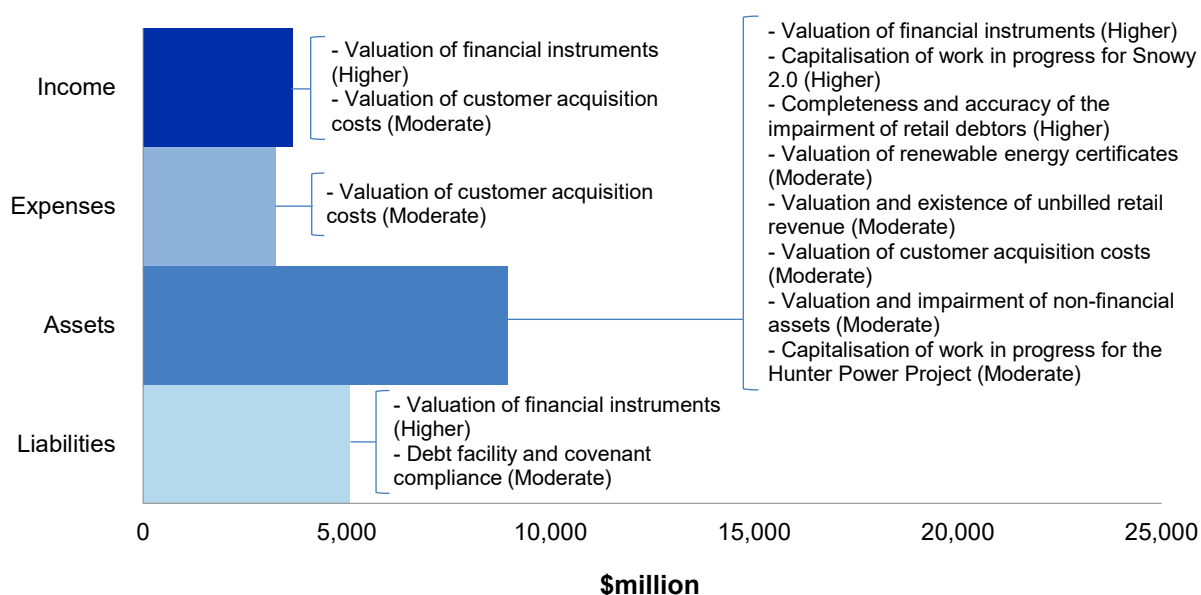 Income
- Valuation of financial instruments
(Higher)
- Valuation of customer acquisition
costs (Moderate)
Expenses
- Valuation of customer acquisition
costs (Moderate)
Assets
- Valuation of financial instruments (Higher)
- Capitalisation of work in progress for Snowy
2.0 (Higher)
- Completeness and accuracy of the
impairment of retail debtors (Higher)
- Valuation of renewable energy certificates
(Moderate)
- Valuation and existence of unbilled retail
revenue (Moderate)
- Valuation of customer acquisition costs
(Moderate)
- Valuation and impairment of non-financial
assets (Moderate)
- Capitalisation of work in progress for the
Hunter Power Project (Moderate)
Liabilities
- Valuation of financial instruments
(Higher)
- Debt facility and covenant
compliance (Moderate)
0 5,000 10,000 15,000 20,000 25,000
$million